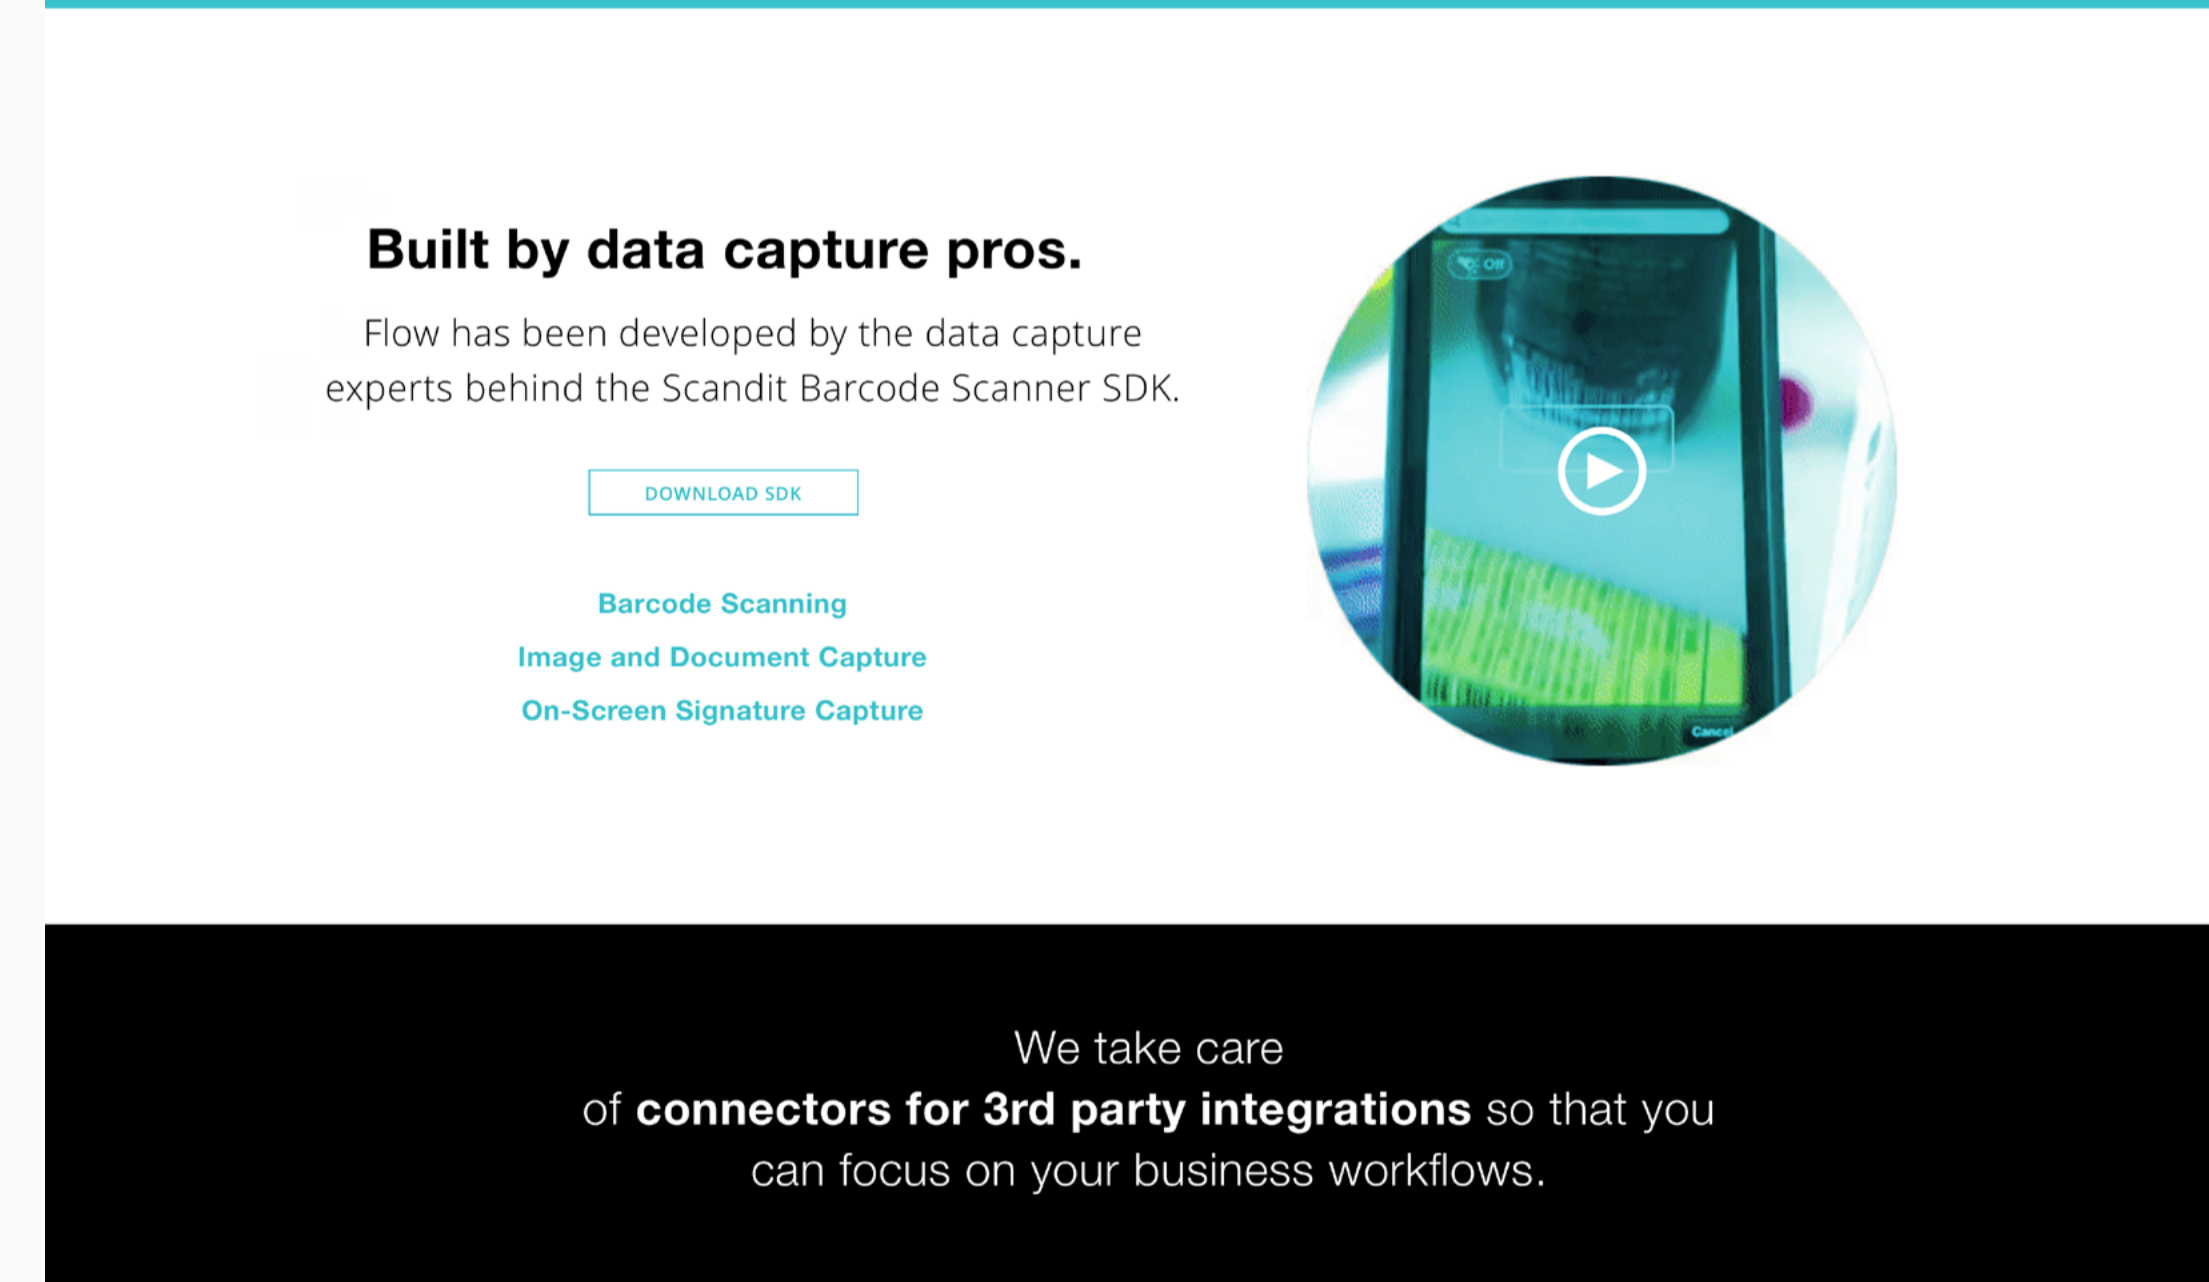 Built by data capture pros.
Flow has been developed by the data capture
experts behind the Scandit Barcode Scanner SDK.
DOWNLOAD SDK
Barcode Scanning
Image and Document Capture
On-Screen Signature Capture
Off
Cancel
We take care
of connectors for 3rd party integrations so that you
can focus on your business workflows.